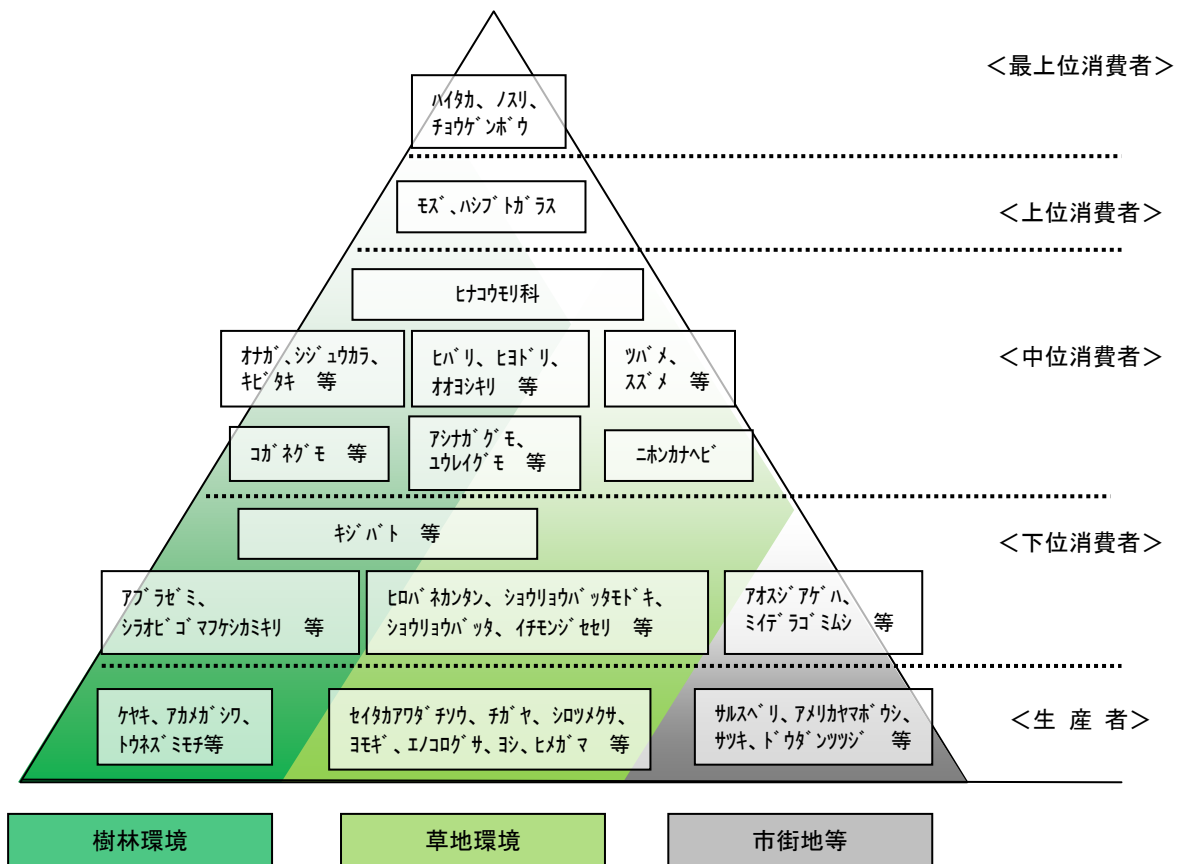 ＜最上位消費者＞
ﾊｲﾀｶ、ﾉｽﾘ、
ﾁｮｳｹﾞﾝﾎﾞｳ
＜上位消費者＞
ﾓｽﾞ､ﾊｼﾌﾞﾄｶﾞﾗｽ
ﾋﾅｺｳﾓﾘ科
＜中位消費者＞
ｵﾅｶﾞ､ｼｼﾞｭｳｶﾗ、
ｷﾋﾞﾀｷ　等
ﾋﾊﾞﾘ、ﾋﾖﾄﾞﾘ、
ｵｵﾖｼｷﾘ　等
ﾂﾊﾞﾒ、
ｽｽﾞﾒ　等
ｺｶﾞﾈｸﾞﾓ　等
ｱｼﾅｶﾞｸﾞﾓ、
ﾕｳﾚｲｸﾞﾓ　等
ﾆﾎﾝｶﾅﾍﾋﾞ
ｷｼﾞﾊﾞﾄ　等
＜下位消費者＞
ｱﾌﾞﾗｾﾞﾐ、
ｼﾗｵﾋﾞｺﾞﾏﾌｹｼｶﾐｷﾘ　等
ﾋﾛﾊﾞﾈｶﾝﾀﾝ、ｼｮｳﾘｮｳﾊﾞｯﾀﾓﾄﾞｷ、
ｼｮｳﾘｮｳﾊﾞｯﾀ、ｲﾁﾓﾝｼﾞｾｾﾘ　等
ｱｵｽｼﾞｱｹﾞﾊ、
ﾐｲﾃﾞﾗｺﾞﾐﾑｼ　等
ｹﾔｷ、ｱｶﾒｶﾞｼﾜ、
ﾄｳﾈｽﾞﾐﾓﾁ等
ｾｲﾀｶｱﾜﾀﾞﾁｿｳ、ﾁｶﾞﾔ、ｼﾛﾂﾒｸｻ、
ﾖﾓｷﾞ、ｴﾉｺﾛｸﾞｻ、ﾖｼ、ﾋﾒｶﾞﾏ　等
ｻﾙｽﾍﾞﾘ、ｱﾒﾘｶﾔﾏﾎﾞｳｼ、
ｻﾂｷ、ﾄﾞｳﾀﾞﾝﾂﾂｼﾞ　等
＜生 産 者＞
樹林環境
草地環境
市街地等